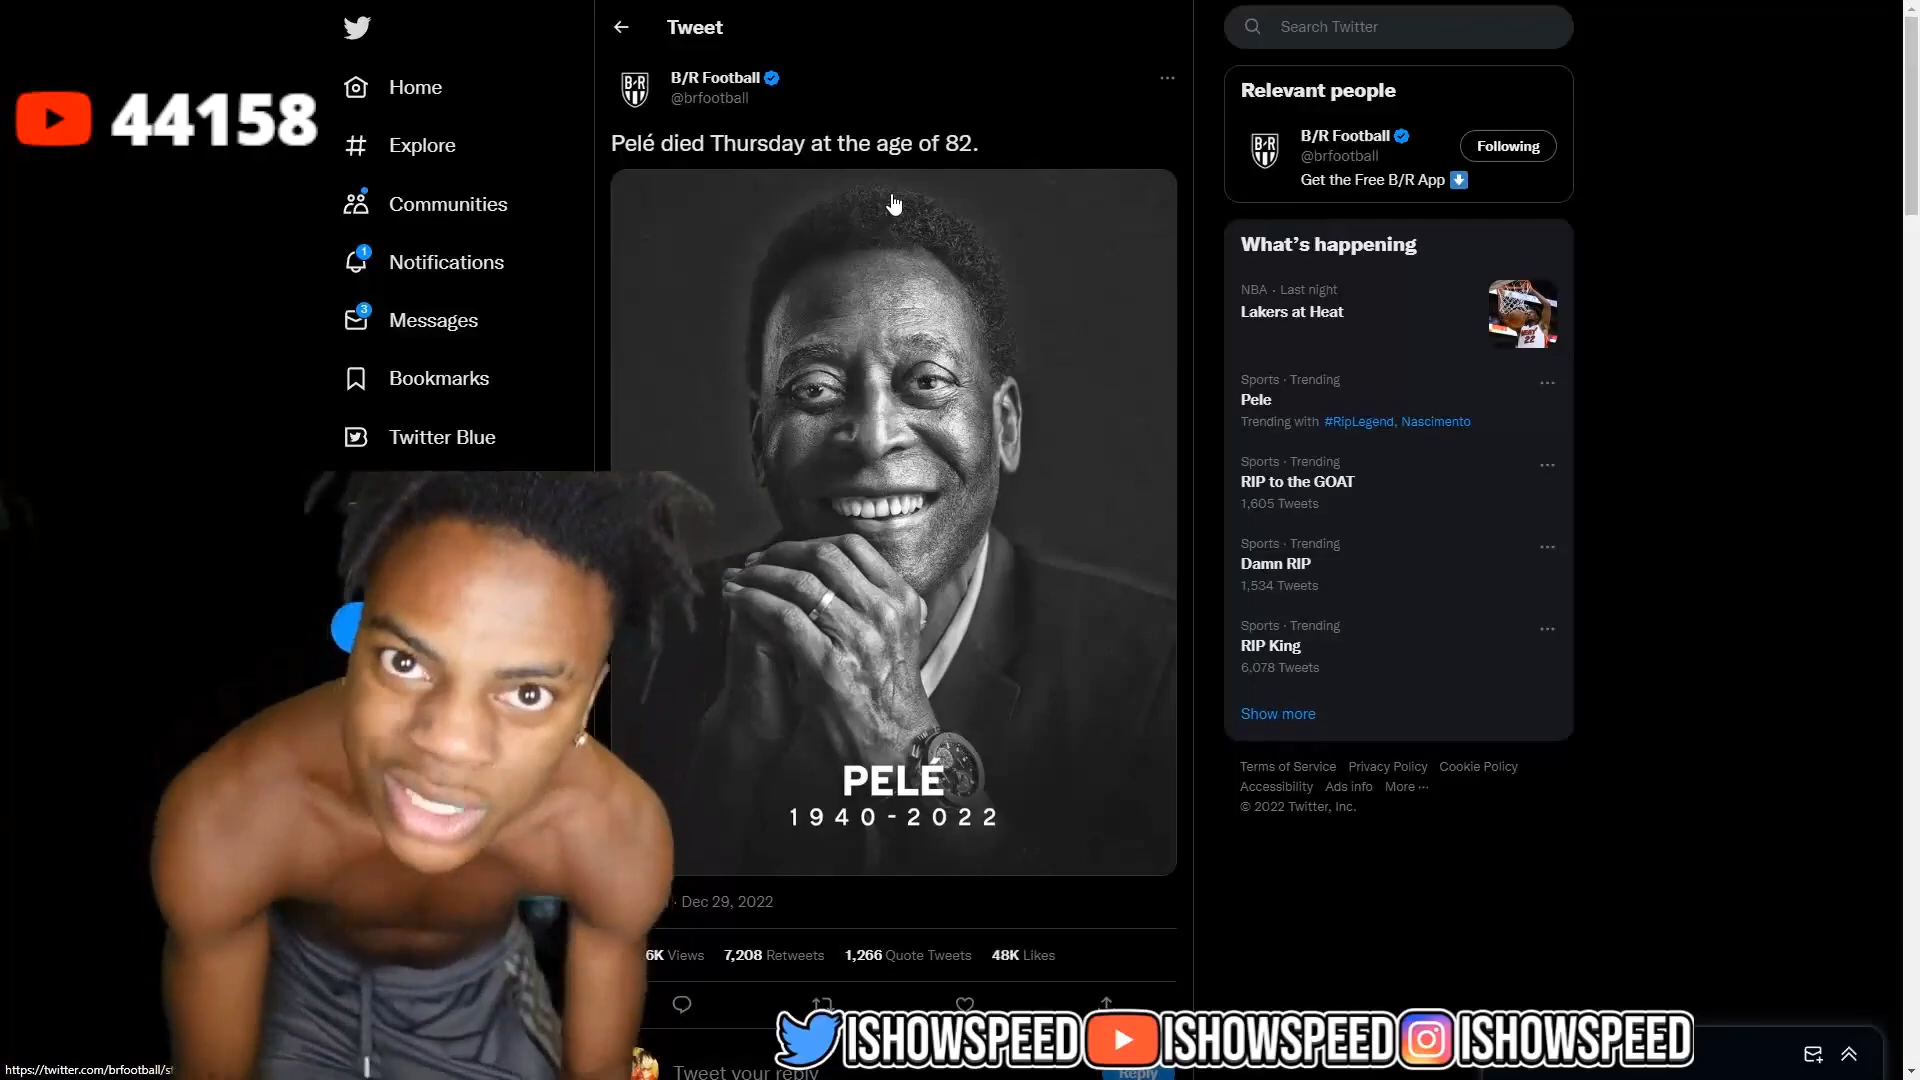 44158
Home
Explore
Communities
1
Notifications
3
Messages
Bookmarks
Twitter Blue
Tweet
B/R Football
@brfootball
Pelé died Thursday at the age of 82.
PELÉ
1940-2022
· Dec 29, 2022
6K Views 7,208 Retweets 1,266 Quote Tweets 48K Likes
Tweet your reply
Reply
Search Twitter
Relevant people
B/R Football
@brfootball
Following
Get the Free B/R App
What's happening
NBA · Last night
Lakers at Heat
22
Sports · Trending
Pele
Trending with #RipLegend, Nascimento
Sports · Trending
RIP to the GOAT
1,605 Tweets
Sports · Trending
Damn RIP
1,534 Tweets
Sports · Trending
RIP King
6,078 Tweets
Show more
Terms of Service Privacy Policy Cookie Policy
Accessibility Ads info More ···
© 2022 Twitter, Inc.
ISHOWSPEED ISHOWSPEED ISHOWSPEED
https://twitter.com/brfootball/